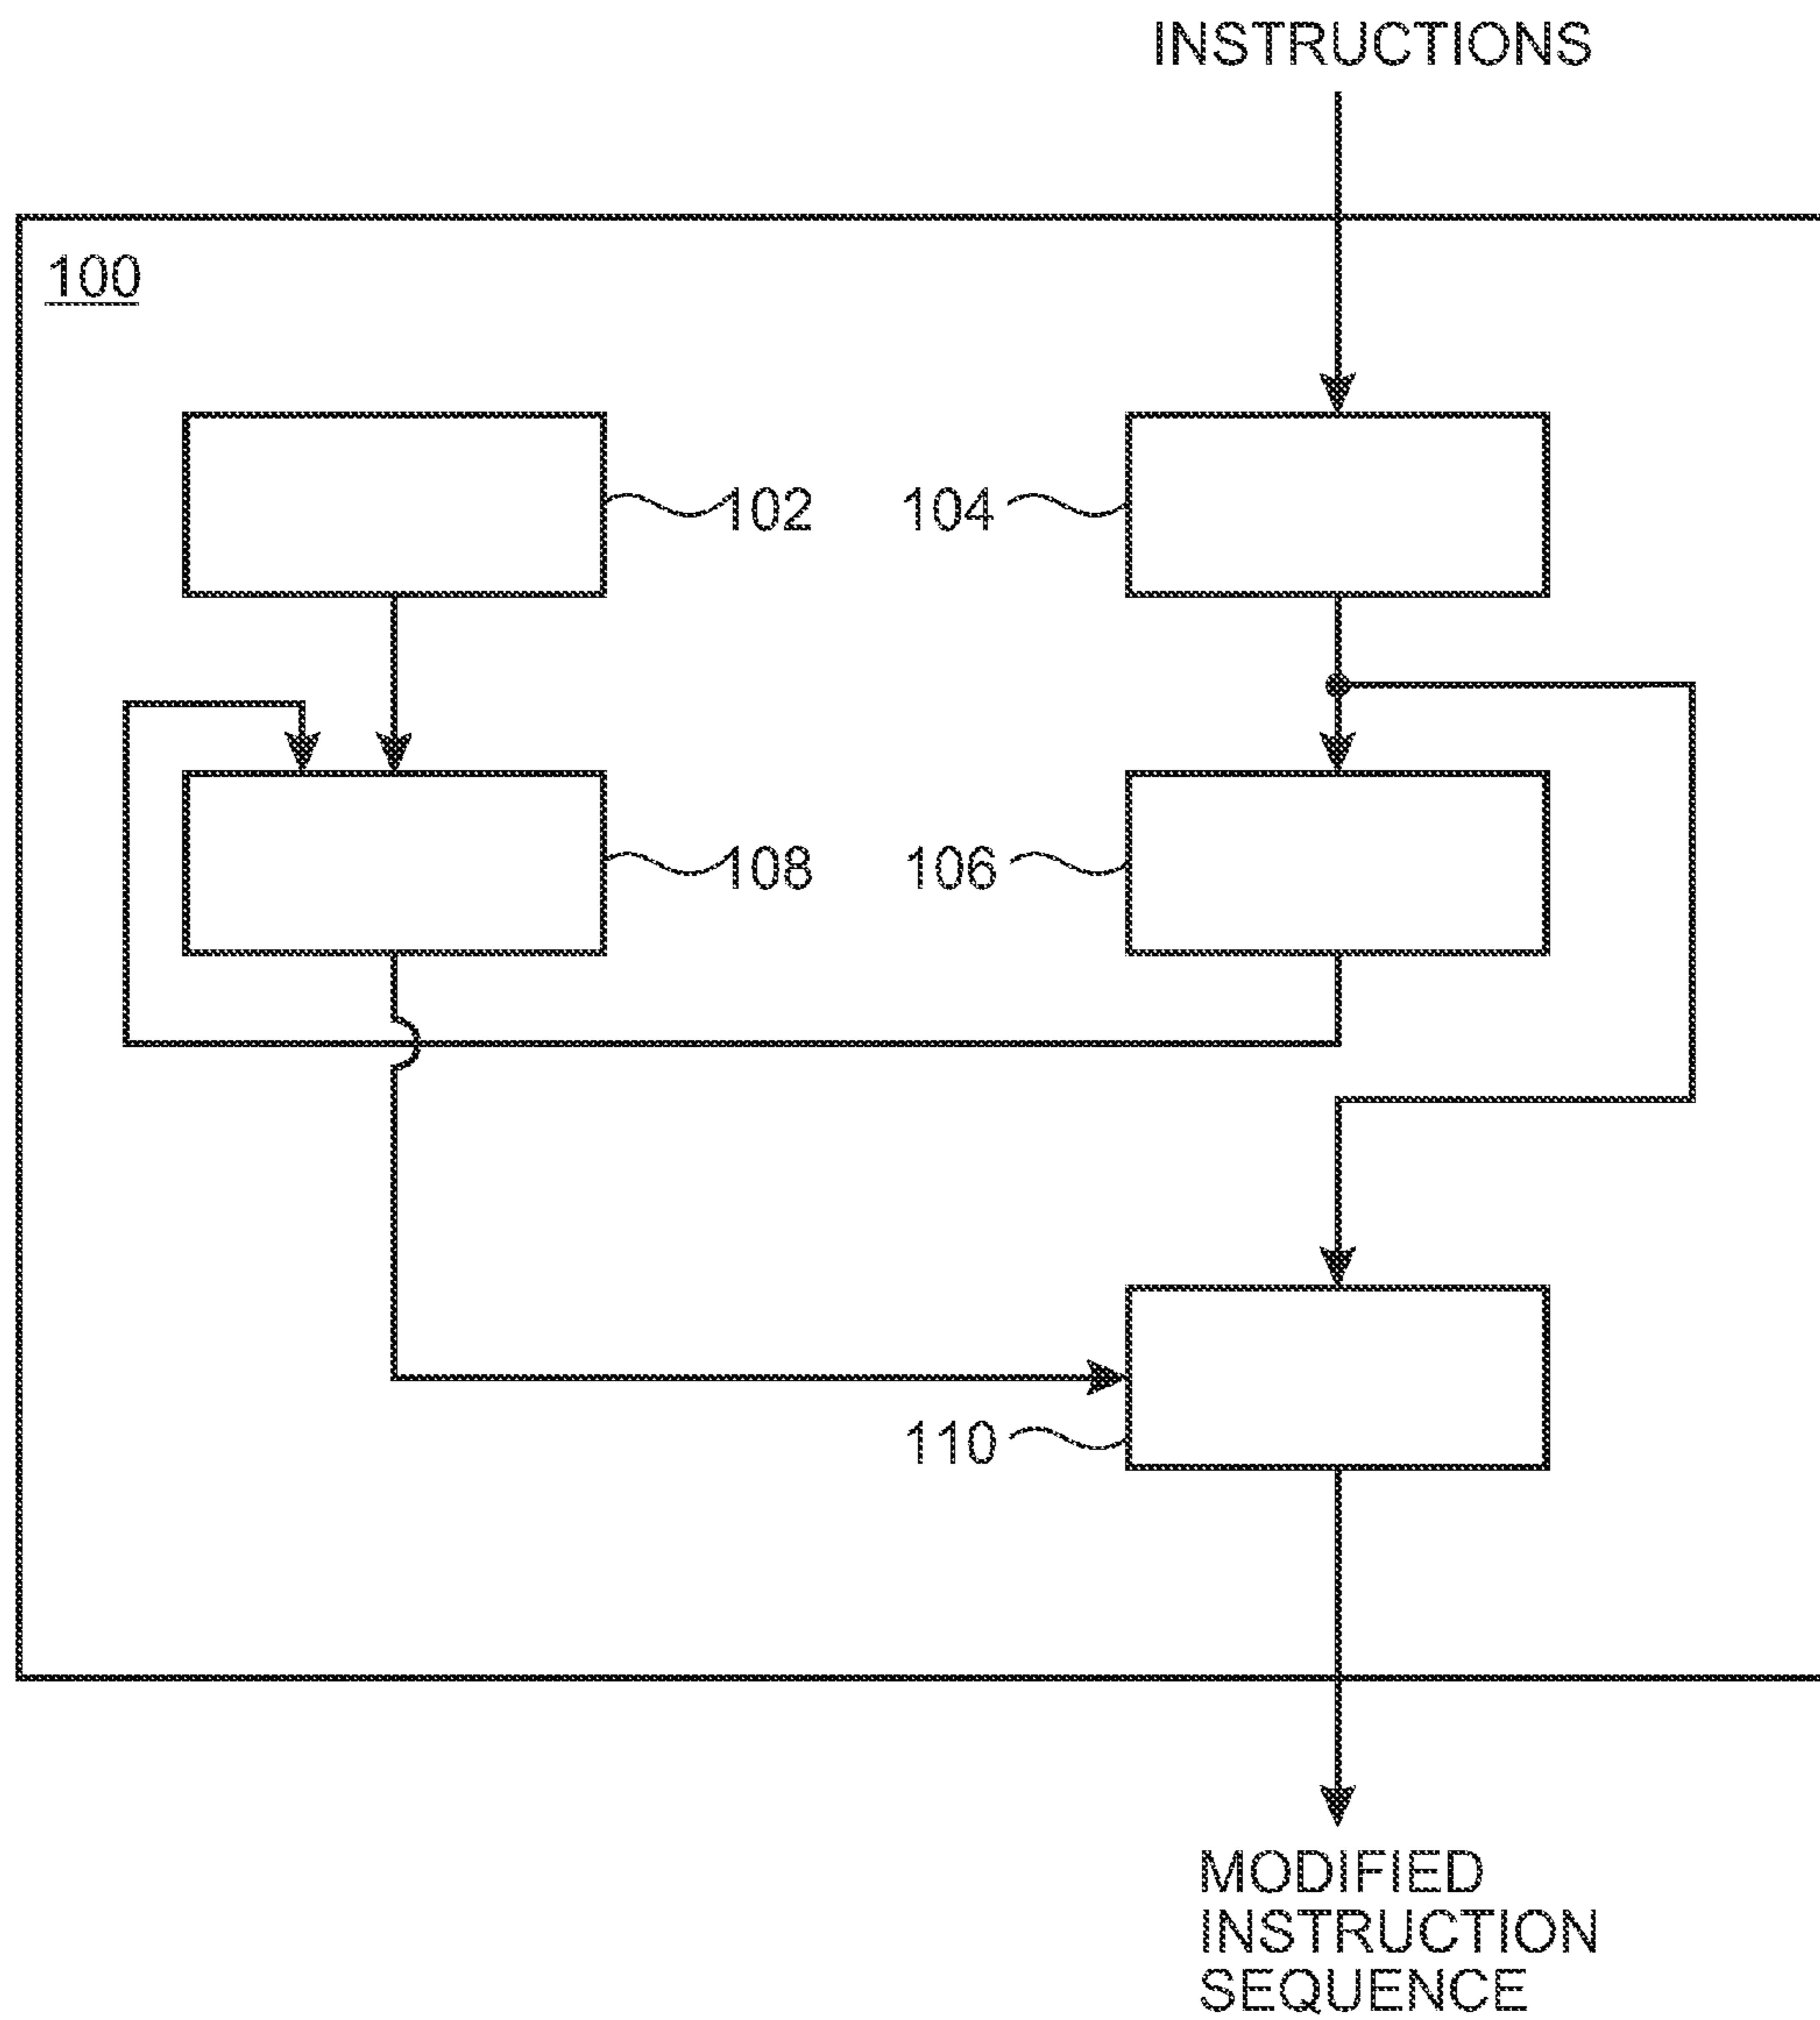 INSTRUCTIONS
100
102
104
108
106
110
MODIFIED
INSTRUCTION
SEQUENCE